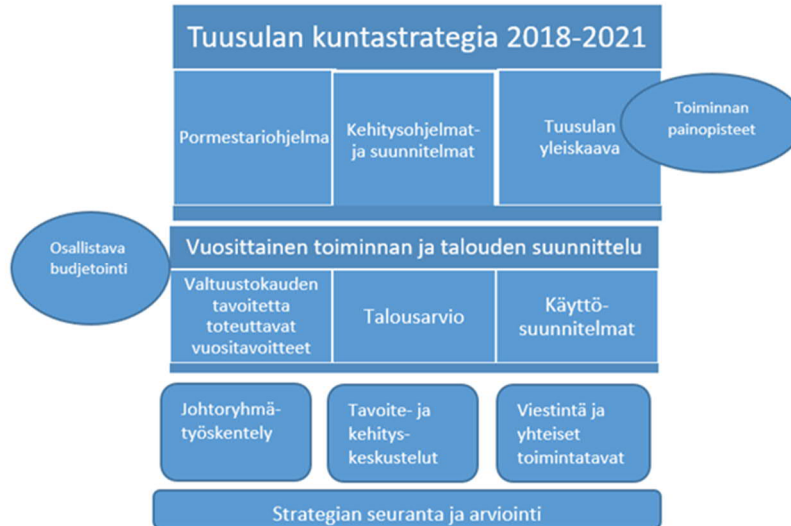 Tuusulan kuntastrategia 2018-2021
Pormestariohjelma
Kehitysohjelmat-
ja suunnitelmat
Tuusulan
yleiskaava
Toiminnan
painopisteet
Osallistava
budjetointi
Vuosittainen toiminnan ja talouden suunnittelu
Valtuustokauden
tavoitetta
toteuttavat
vuositavoitteet
Talousarvio
Käyttö-
suunnitelmat
Johtoryhmä-
työskentely
Tavoite- ja
kehitys-
keskustelut
Viestintä ja
yhteiset
toimintatavat
Strategian seuranta ja arviointi